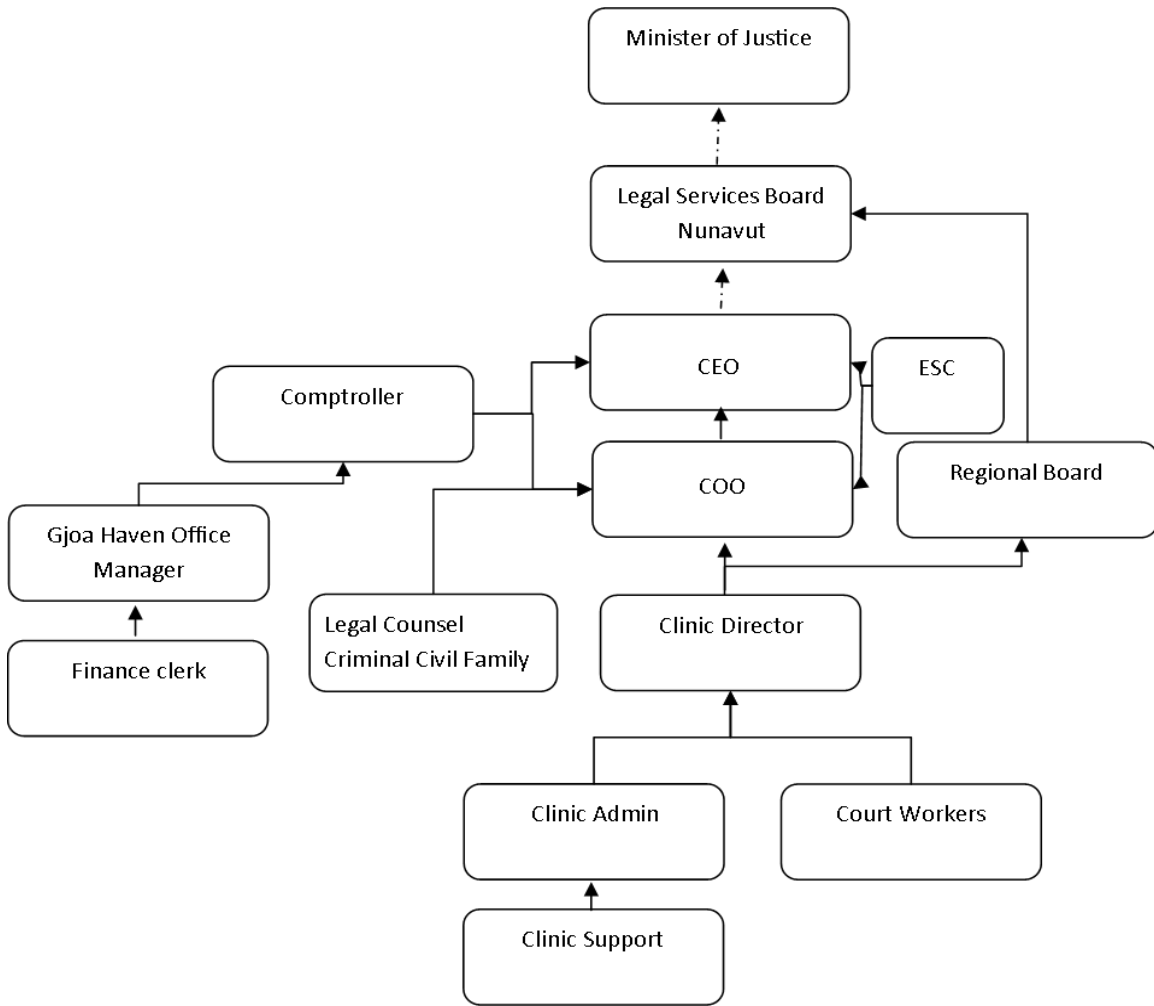 Minister of Justice
Legal Services Board
Nunavut
CEO
ESC
Comptroller
COO
Regional Board
Gjoa Haven Office
Manager
Legal Counsel
Criminal Civil Family
Clinic Director
Finance clerk
Clinic Admin
Court Workers
Clinic Support